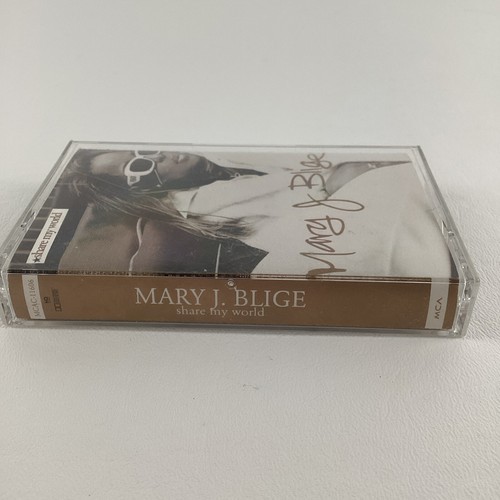 Mary J. Blige
★share my world
MARY J. BLIGE
share my world
MCA